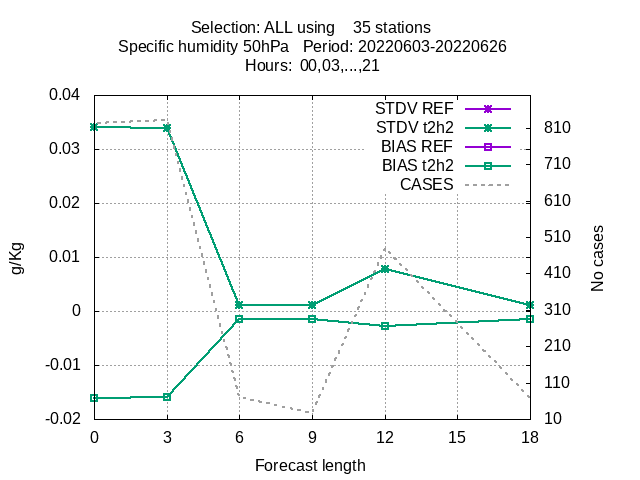 Selection: ALL using    35 stations
Specific humidity 50hPa   Period: 20220603-20220626
Hours:  00,03,...,21
STDV REF
STDV t2h2
BIAS REF
BIAS t2h2
CASES
g/Kg
0.04
0.03
0.02
0.01
0
-0.01
-0.02
No cases
810
710
610
510
410
310
210
110
10
0 3 6 9 12 15 18
Forecast length